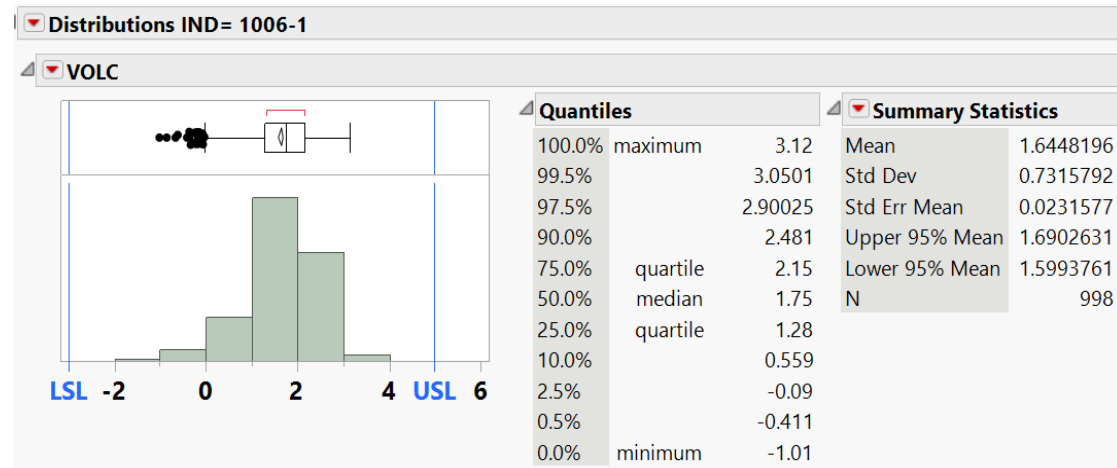 Distributions IND= 1006-1
VOLC
LSL -2 0 2 4 USL 6
Quantiles
100.0% maximum 3.12
99.5% 3.0501
97.5% 2.90025
90.0% 2.481
75.0% quartile 2.15
50.0% median 1.75
25.0% quartile 1.28
10.0% 0.559
2.5% -0.09
0.5% -0.411
0.0% minimum -1.01
Summary Statistics
Mean 1.6448196
Std Dev 0.7315792
Std Err Mean 0.0231577
Upper 95% Mean 1.6902631
Lower 95% Mean 1.5993761
N 998